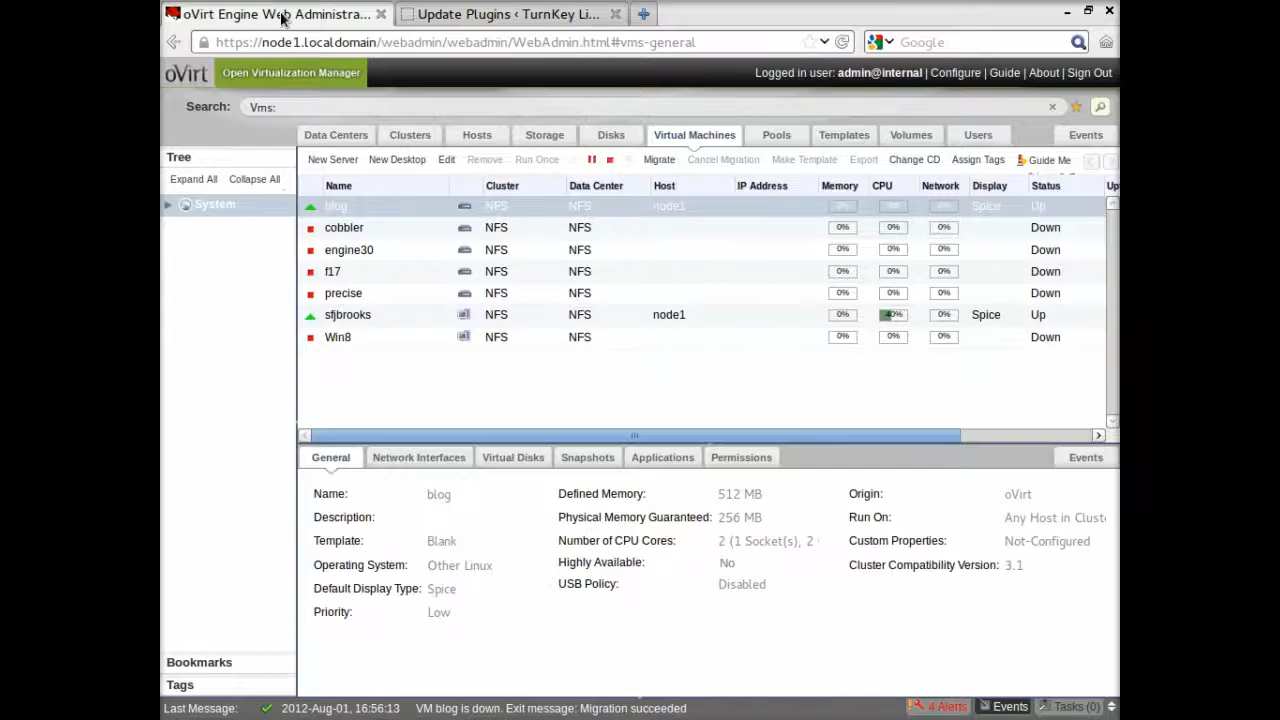 oVirt Engine Web Administra... Update Plugins ‹ TurnKey Li...
https://node1.localdomain/webadmin/webadmin/WebAdmin.html#vms-general Google
oVirt Open Virtualization Manager Logged in user: admin@internal | Configure | Guide | About | Sign Out
Search: Vms:
Data Centers Clusters Hosts Storage Disks Virtual Machines Pools Templates Volumes Users Events
Tree
Expand All Collapse All
System
New Server New Desktop Edit Remove Run Once Migrate Cancel Migration Make Template Export Change CD Assign Tags Guide Me
Name Cluster Data Center Host IP Address Memory CPU Network Display Status Up
blog NFS NFS node1 0% 0% Spice Up
cobbler NFS NFS 0% 0% 0% Down
engine30 NFS NFS 0% 0% 0% Down
f17 NFS NFS 0% 0% 0% Down
precise NFS NFS 0% 0% 0% Down
sfjbrooks NFS NFS node1 0% 40% 0% Spice Up
Win8 NFS NFS 0% 0% 0% Down
General Network Interfaces Virtual Disks Snapshots Applications Permissions Events
Name: blog Defined Memory: 512 MB Origin: oVirt
Description: Physical Memory Guaranteed: 256 MB Run On: Any Host in Clust
Template: Blank Number of CPU Cores: 2 (1 Socket(s), 2 Custom Properties: Not-Configured
Operating System: Other Linux Highly Available: No Cluster Compatibility Version: 3.1
Default Display Type: Spice USB Policy: Disabled
Priority: Low
Bookmarks
Tags
Last Message: 2012-Aug-01, 16:56:13 VM blog is down. Exit message: Migration succeeded 4 Alerts Events Tasks (0)